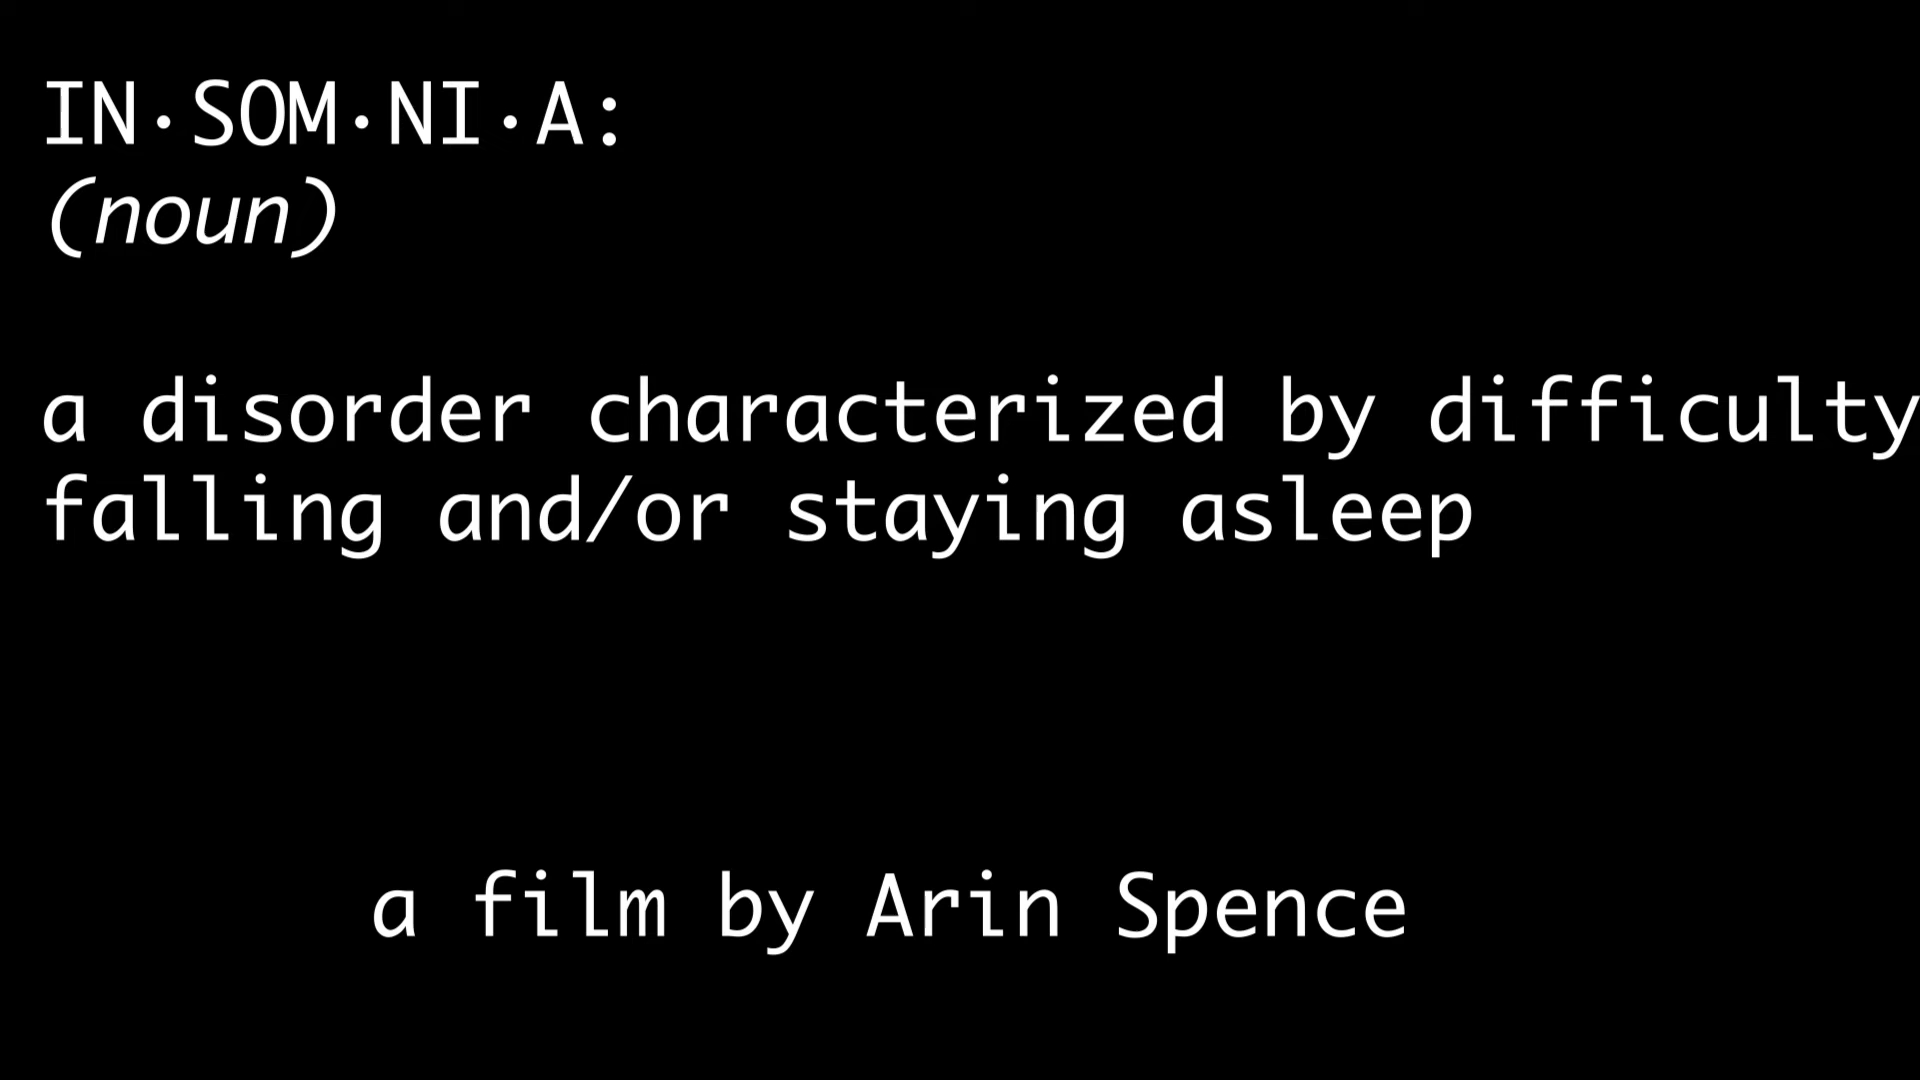 IN·SOM·NI·A:
(noun)
a disorder characterized by difficulty
falling and/or staying asleep
a film by Arin Spence